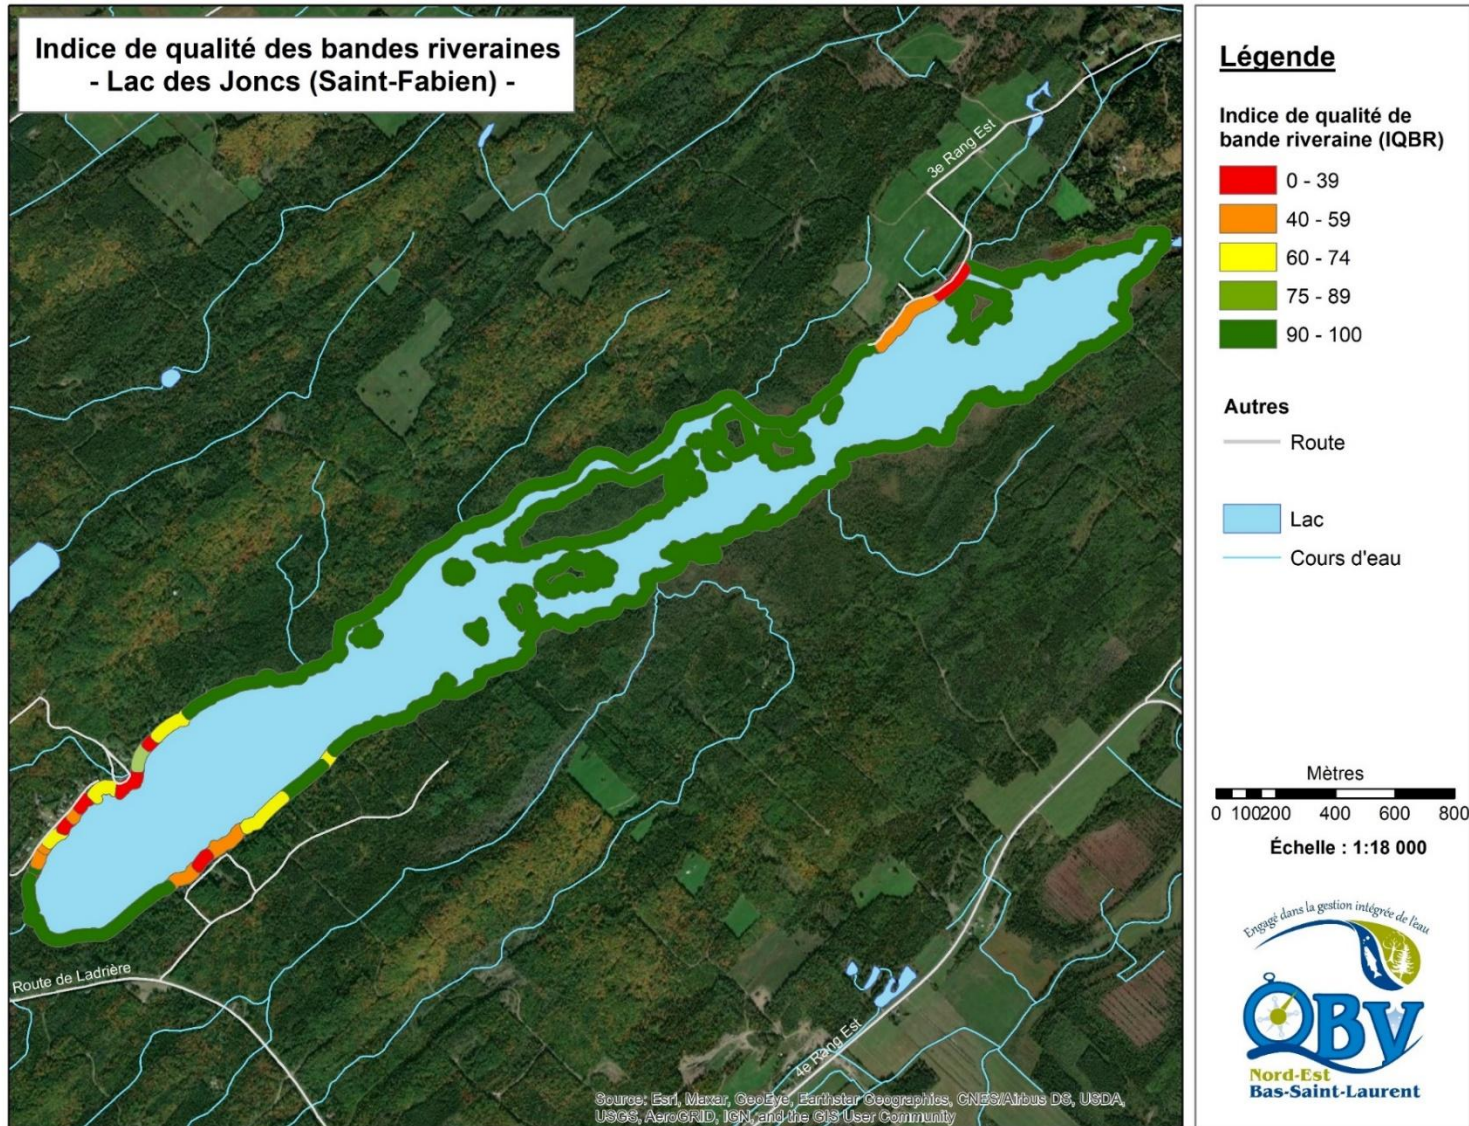 Indice de qualité des bandes riveraines
- Lac des Joncs (Saint-Fabien) -
3e Rang Est
Route de Ladrière
4e Rang Est
Source: Esri, Maxar, GeoEye, Earthstar Geographics, CNES/Airbus DS, USDA,
USGS, AeroGRID, IGN, and the GIS User Community
Légende
Indice de qualité de
bande riveraine (IQBR)
0 - 39
40 - 59
60 - 74
75 - 89
90 - 100
Autres
Route
Lac
Cours d'eau
Mètres
0 100200 400 600 800
Échelle : 1:18 000
Engagé dans la gestion intégrée de l'eau
OBV
Nord-Est
Bas-Saint-Laurent